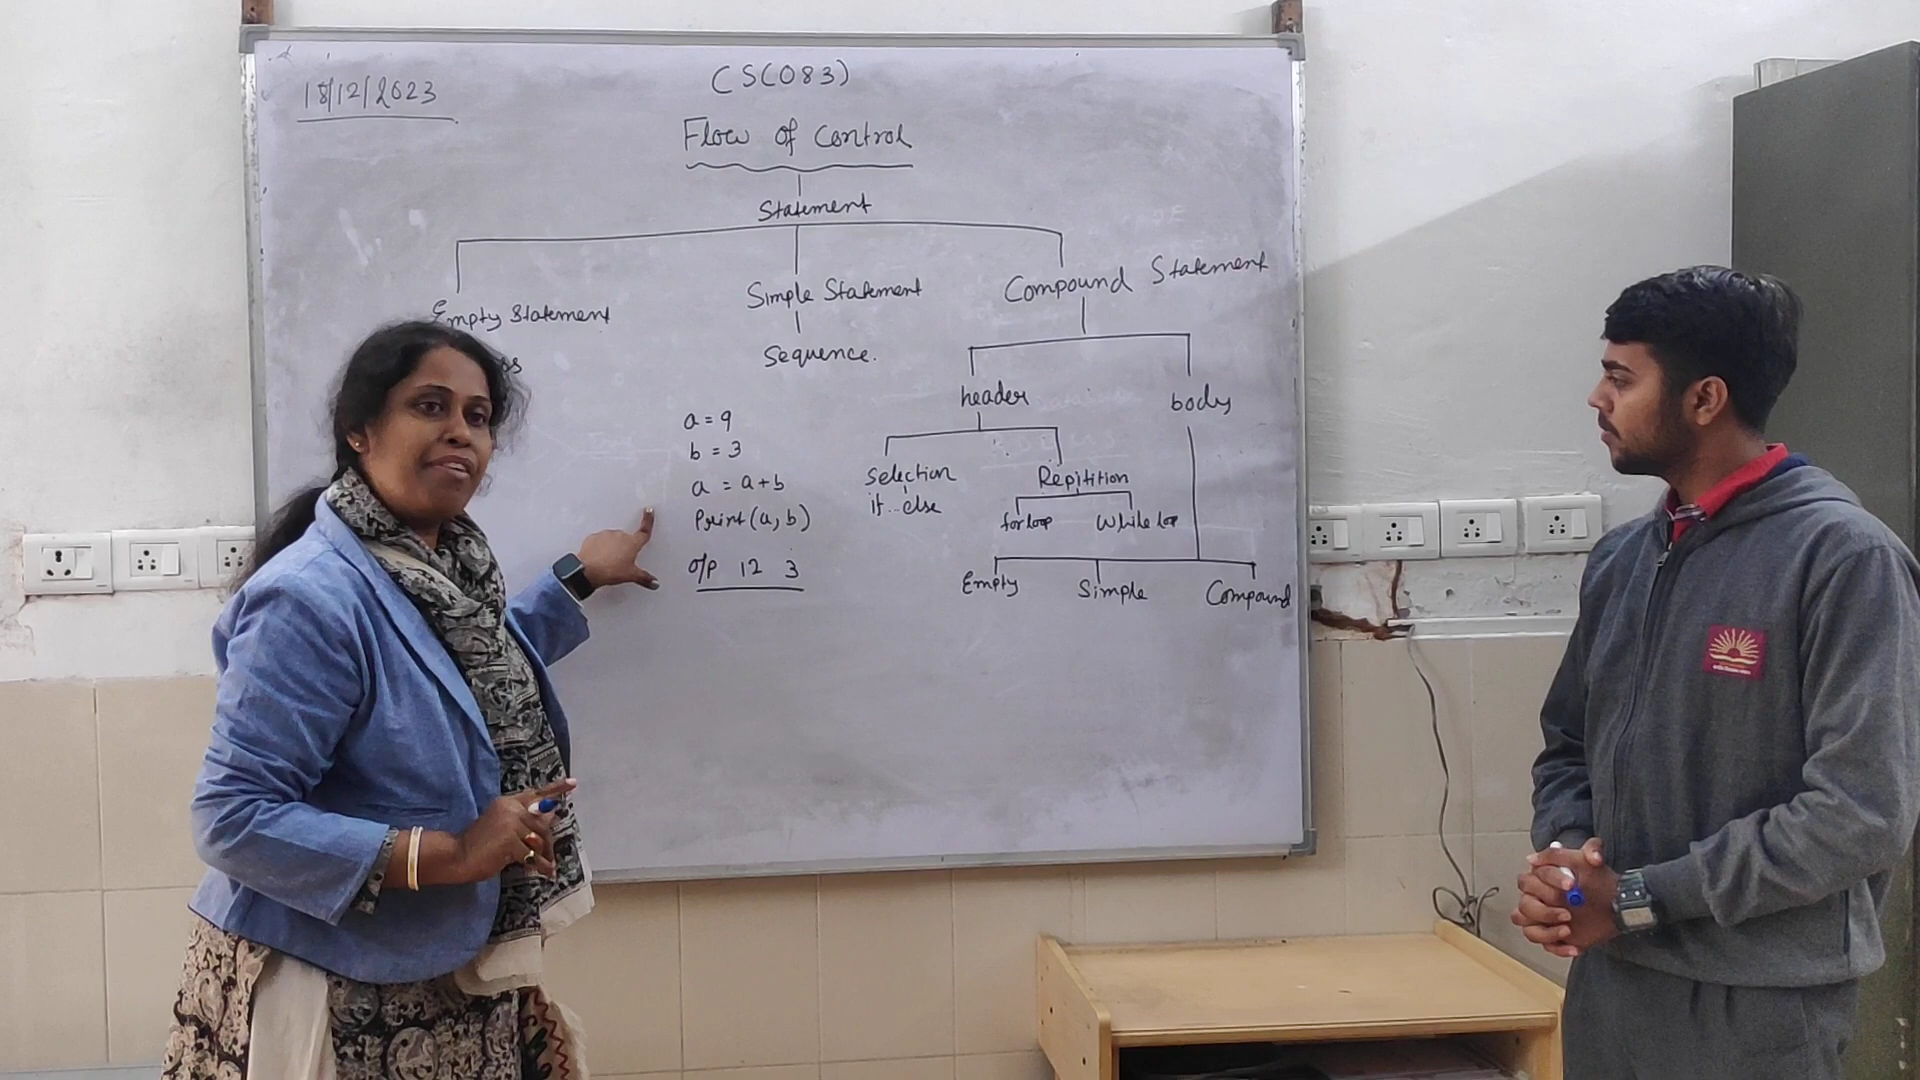 18/12/2023
CS(083)
Flow of Control
Statement
Empty Statement
Simple Statement
Compound Statement
Sequence.
header
body
a = 9
b = 3
a = a+b
Print (a, b)
o/p 12 3
Selection
if...else
Repitition
for loop
While lop
Empty
Simple
Compound